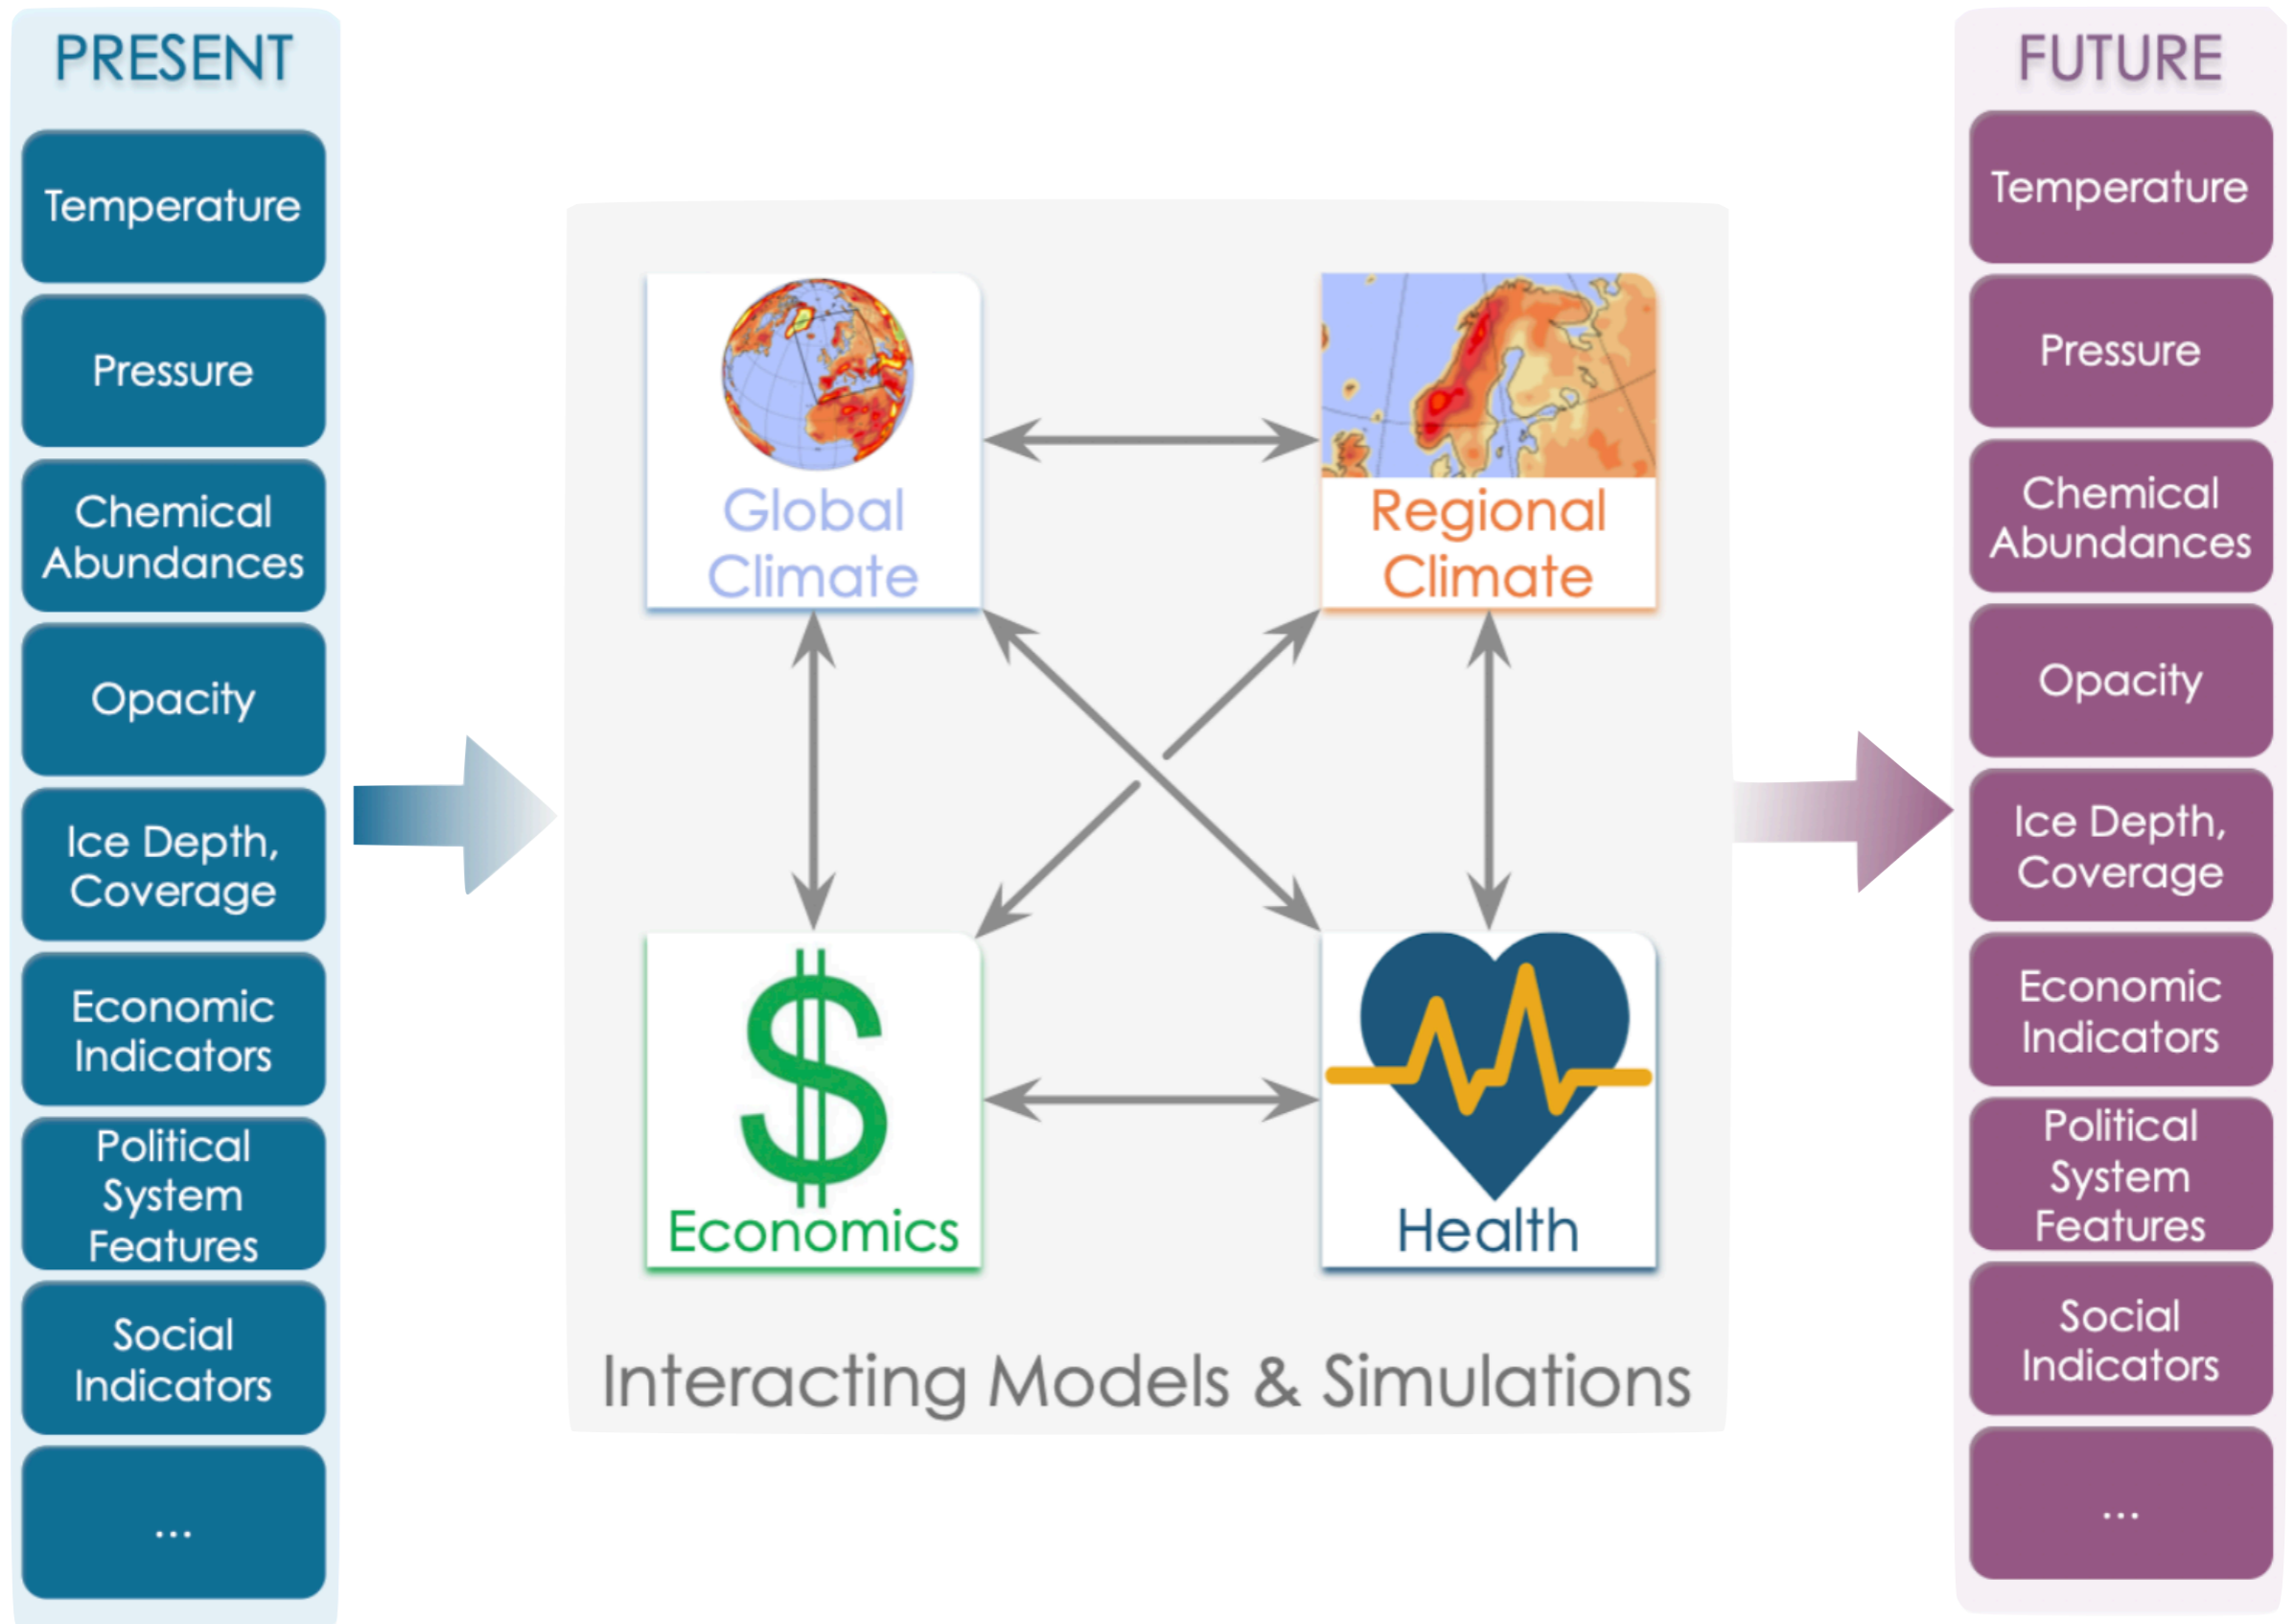 PRESENT
Temperature
Pressure
Chemical
Abundances
Opacity
Ice Depth,
Coverage
Economic
Indicators
Political
System
Features
Social
Indicators
...
Global
Climate
Regional
Climate
$
Economics
Health
Interacting Models & Simulations
FUTURE
Temperature
Pressure
Chemical
Abundances
Opacity
Ice Depth,
Coverage
Economic
Indicators
Political
System
Features
Social
Indicators
...